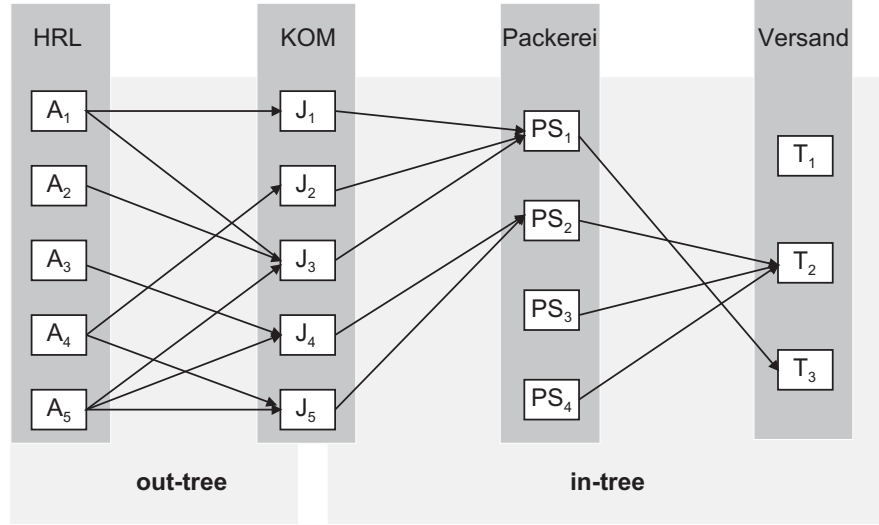 HRL KOM Packerei Versand
A₁ J₁ PS₁ T₁
A₂ J₂ PS₂ T₂
A₃ J₃ PS₃ T₃
A₄ J₄ PS₄
A₅ J₅
out-tree in-tree